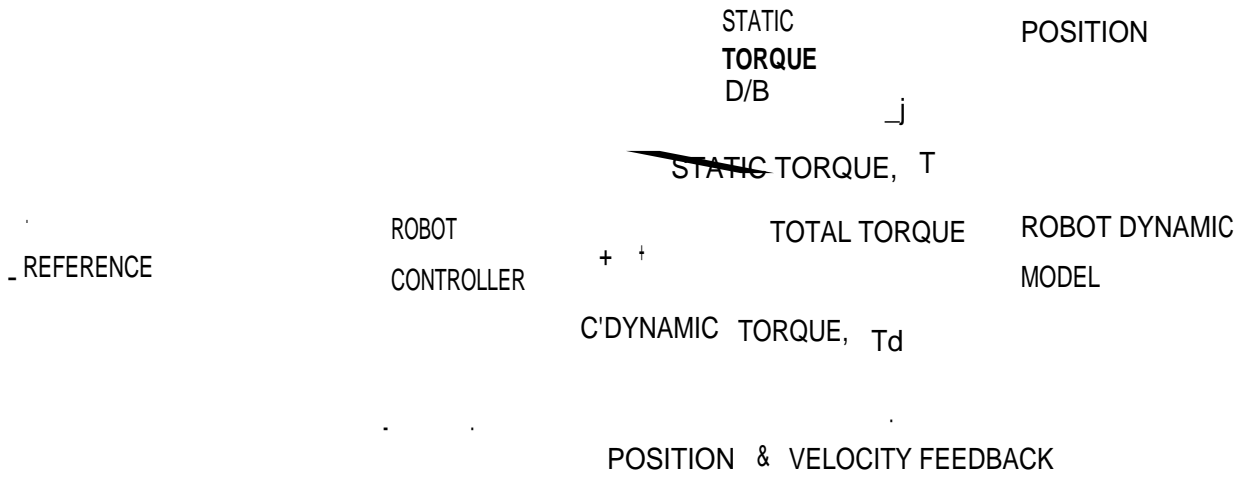 STATIC
TORQUE
D/B
POSITION
_j
STATIC TORQUE, T
ROBOT
CONTROLLER
TOTAL TORQUE
ROBOT DYNAMIC
MODEL
_ REFERENCE
+ +
C'DYNAMIC TORQUE, Td
POSITION & VELOCITY FEEDBACK